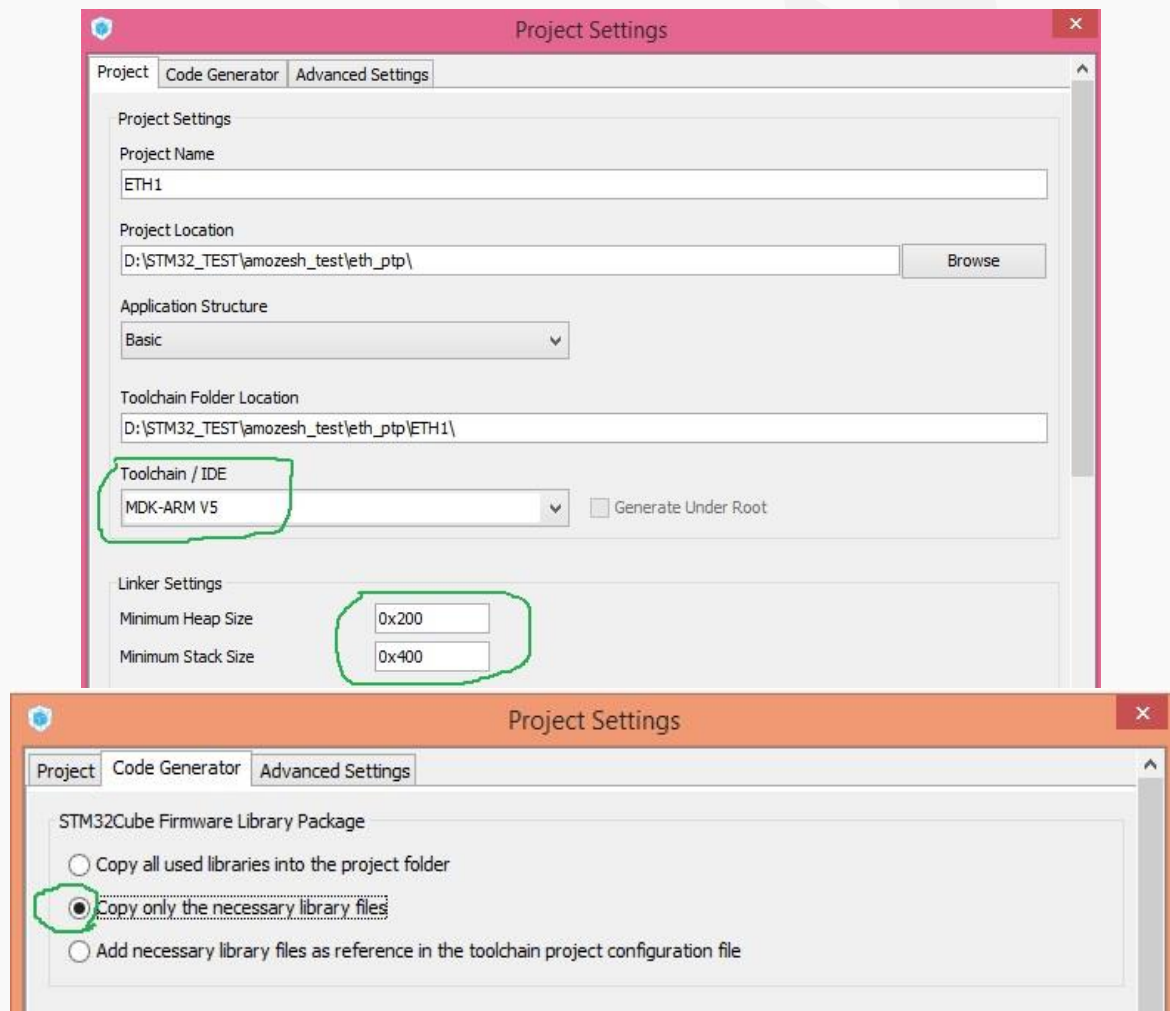 Project Settings
Project Code Generator Advanced Settings
Project Settings
Project Name
ETH1
Project Location
D:\STM32_TEST\amozesh_test\eth_ptp\ Browse
Application Structure
Basic
Toolchain Folder Location
D:\STM32_TEST\amozesh_test\eth_ptp\ETH1\
Toolchain / IDE
MDK-ARM V5 Generate Under Root
Linker Settings
Minimum Heap Size 0x200
Minimum Stack Size 0x400
Project Settings
Project Code Generator Advanced Settings
STM32Cube Firmware Library Package
Copy all used libraries into the project folder
Copy only the necessary library files
Add necessary library files as reference in the toolchain project configuration file